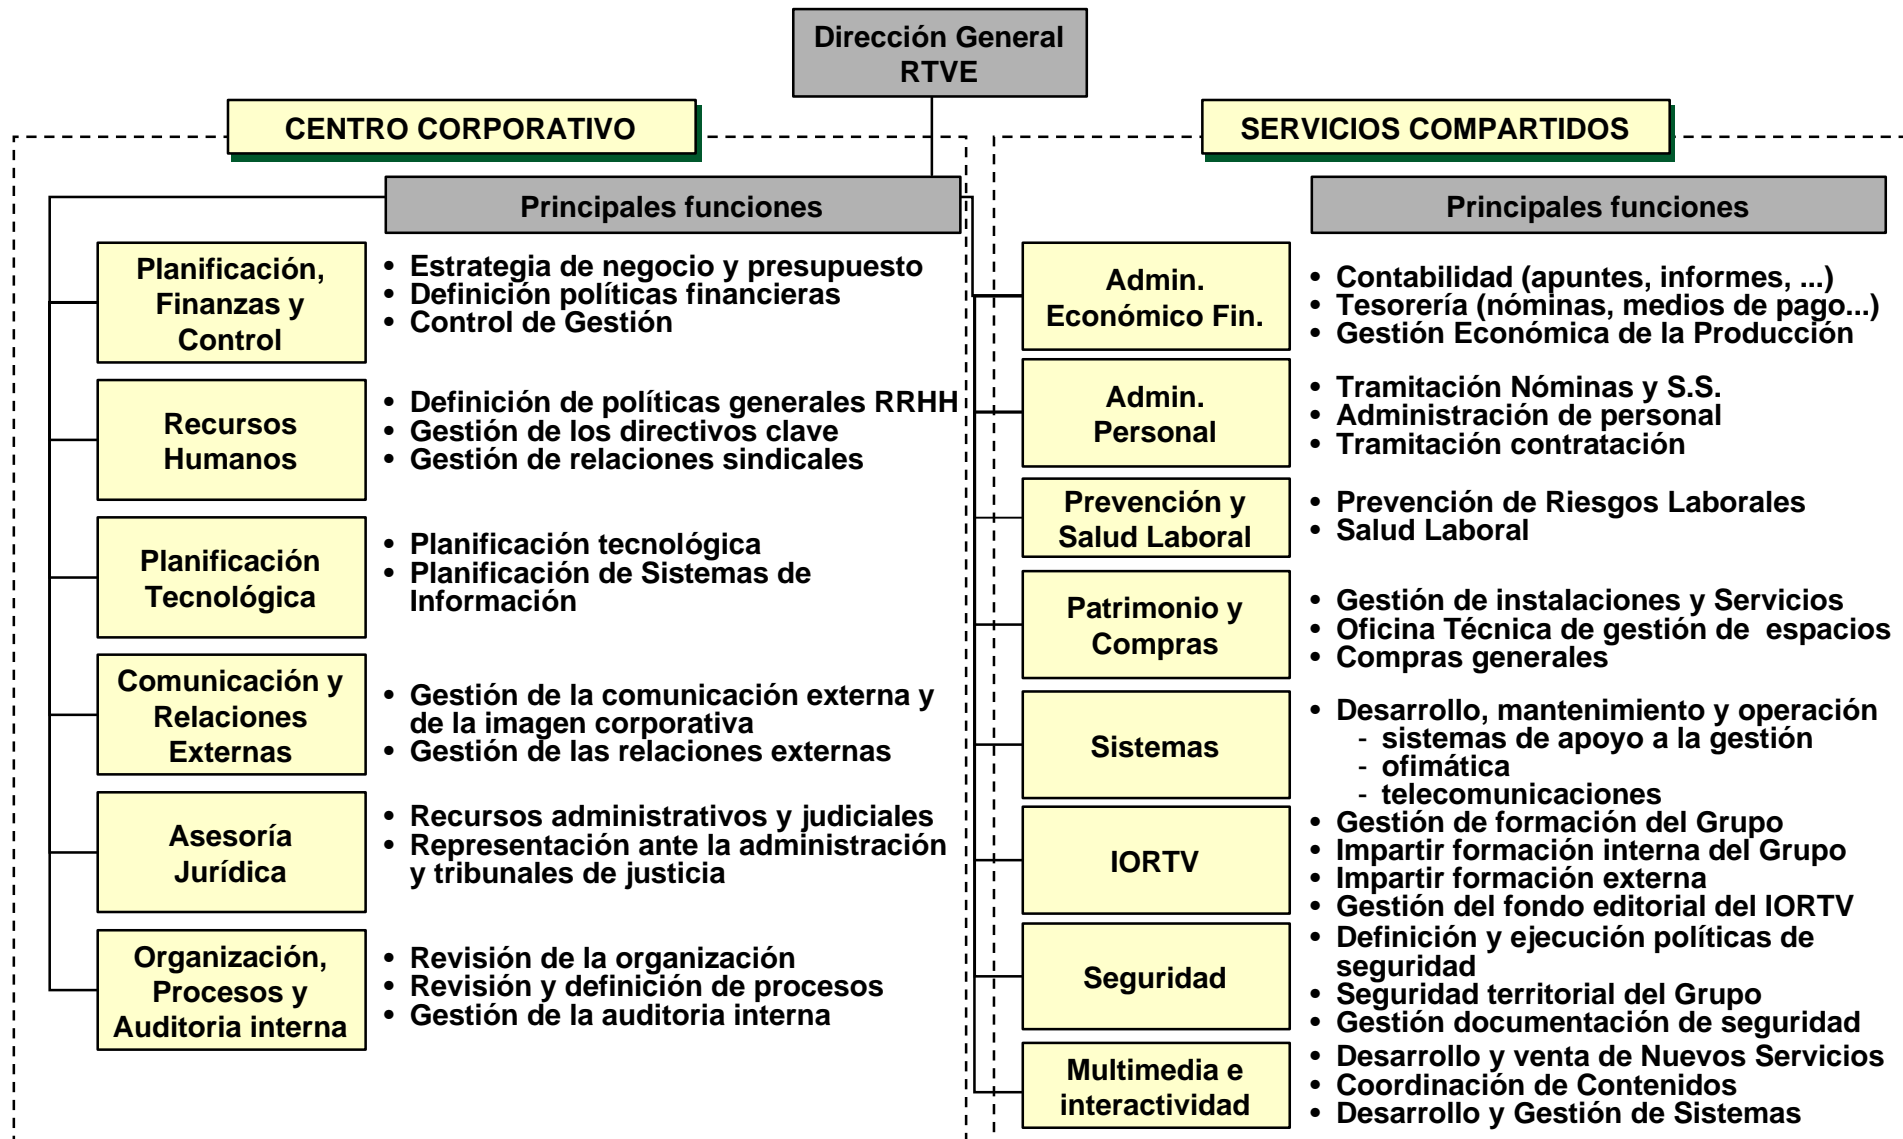 Dirección General
RTVE
CENTRO CORPORATIVO
Principales funciones
Planificación,
Finanzas y
Control
• Estrategia de negocio y presupuesto
• Definición políticas financieras
• Control de Gestión
Recursos
Humanos
• Definición de políticas generales RRHH
• Gestión de los directivos clave
• Gestión de relaciones sindicales
Planificación
Tecnológica
• Planificación tecnológica
• Planificación de Sistemas de
Información
Comunicación y
Relaciones
Externas
• Gestión de la comunicación externa y
de la imagen corporativa
• Gestión de las relaciones externas
Asesoría
Jurídica
• Recursos administrativos y judiciales
• Representación ante la administración
y tribunales de justicia
Organización,
Procesos y
Auditoria interna
• Revisión de la organización
• Revisión y definición de procesos
• Gestión de la auditoria interna
SERVICIOS COMPARTIDOS
Principales funciones
Admin.
Económico Fin.
• Contabilidad (apuntes, informes, ...)
• Tesorería (nóminas, medios de pago...)
• Gestión Económica de la Producción
Admin.
Personal
• Tramitación Nóminas y S.S.
• Administración de personal
• Tramitación contratación
Prevención y
Salud Laboral
• Prevención de Riesgos Laborales
• Salud Laboral
Patrimonio y
Compras
• Gestión de instalaciones y Servicios
• Oficina Técnica de gestión de  espacios
• Compras generales
Sistemas
• Desarrollo, mantenimiento y operación
- sistemas de apoyo a la gestión
- ofimática
- telecomunicaciones
IORTV
• Gestión de formación del Grupo
• Impartir formación interna del Grupo
• Impartir formación externa
• Gestión del fondo editorial del IORTV
Seguridad
• Definición y ejecución políticas de
seguridad
• Seguridad territorial del Grupo
• Gestión documentación de seguridad
Multimedia e
interactividad
• Desarrollo y venta de Nuevos Servicios
• Coordinación de Contenidos
• Desarrollo y Gestión de Sistemas